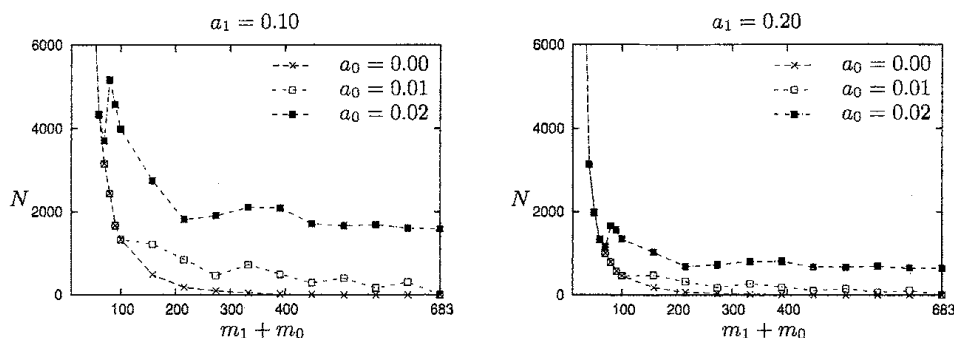 a₁ = 0.10
6000
4000
N
2000
0
a₀ = 0.00
a₀ = 0.01
a₀ = 0.02
100 200 300 400 683
m₁ + m₀
a₁ = 0.20
6000
4000
N
2000
0
a₀ = 0.00
a₀ = 0.01
a₀ = 0.02
100 200 300 400 683
m₁ + m₀